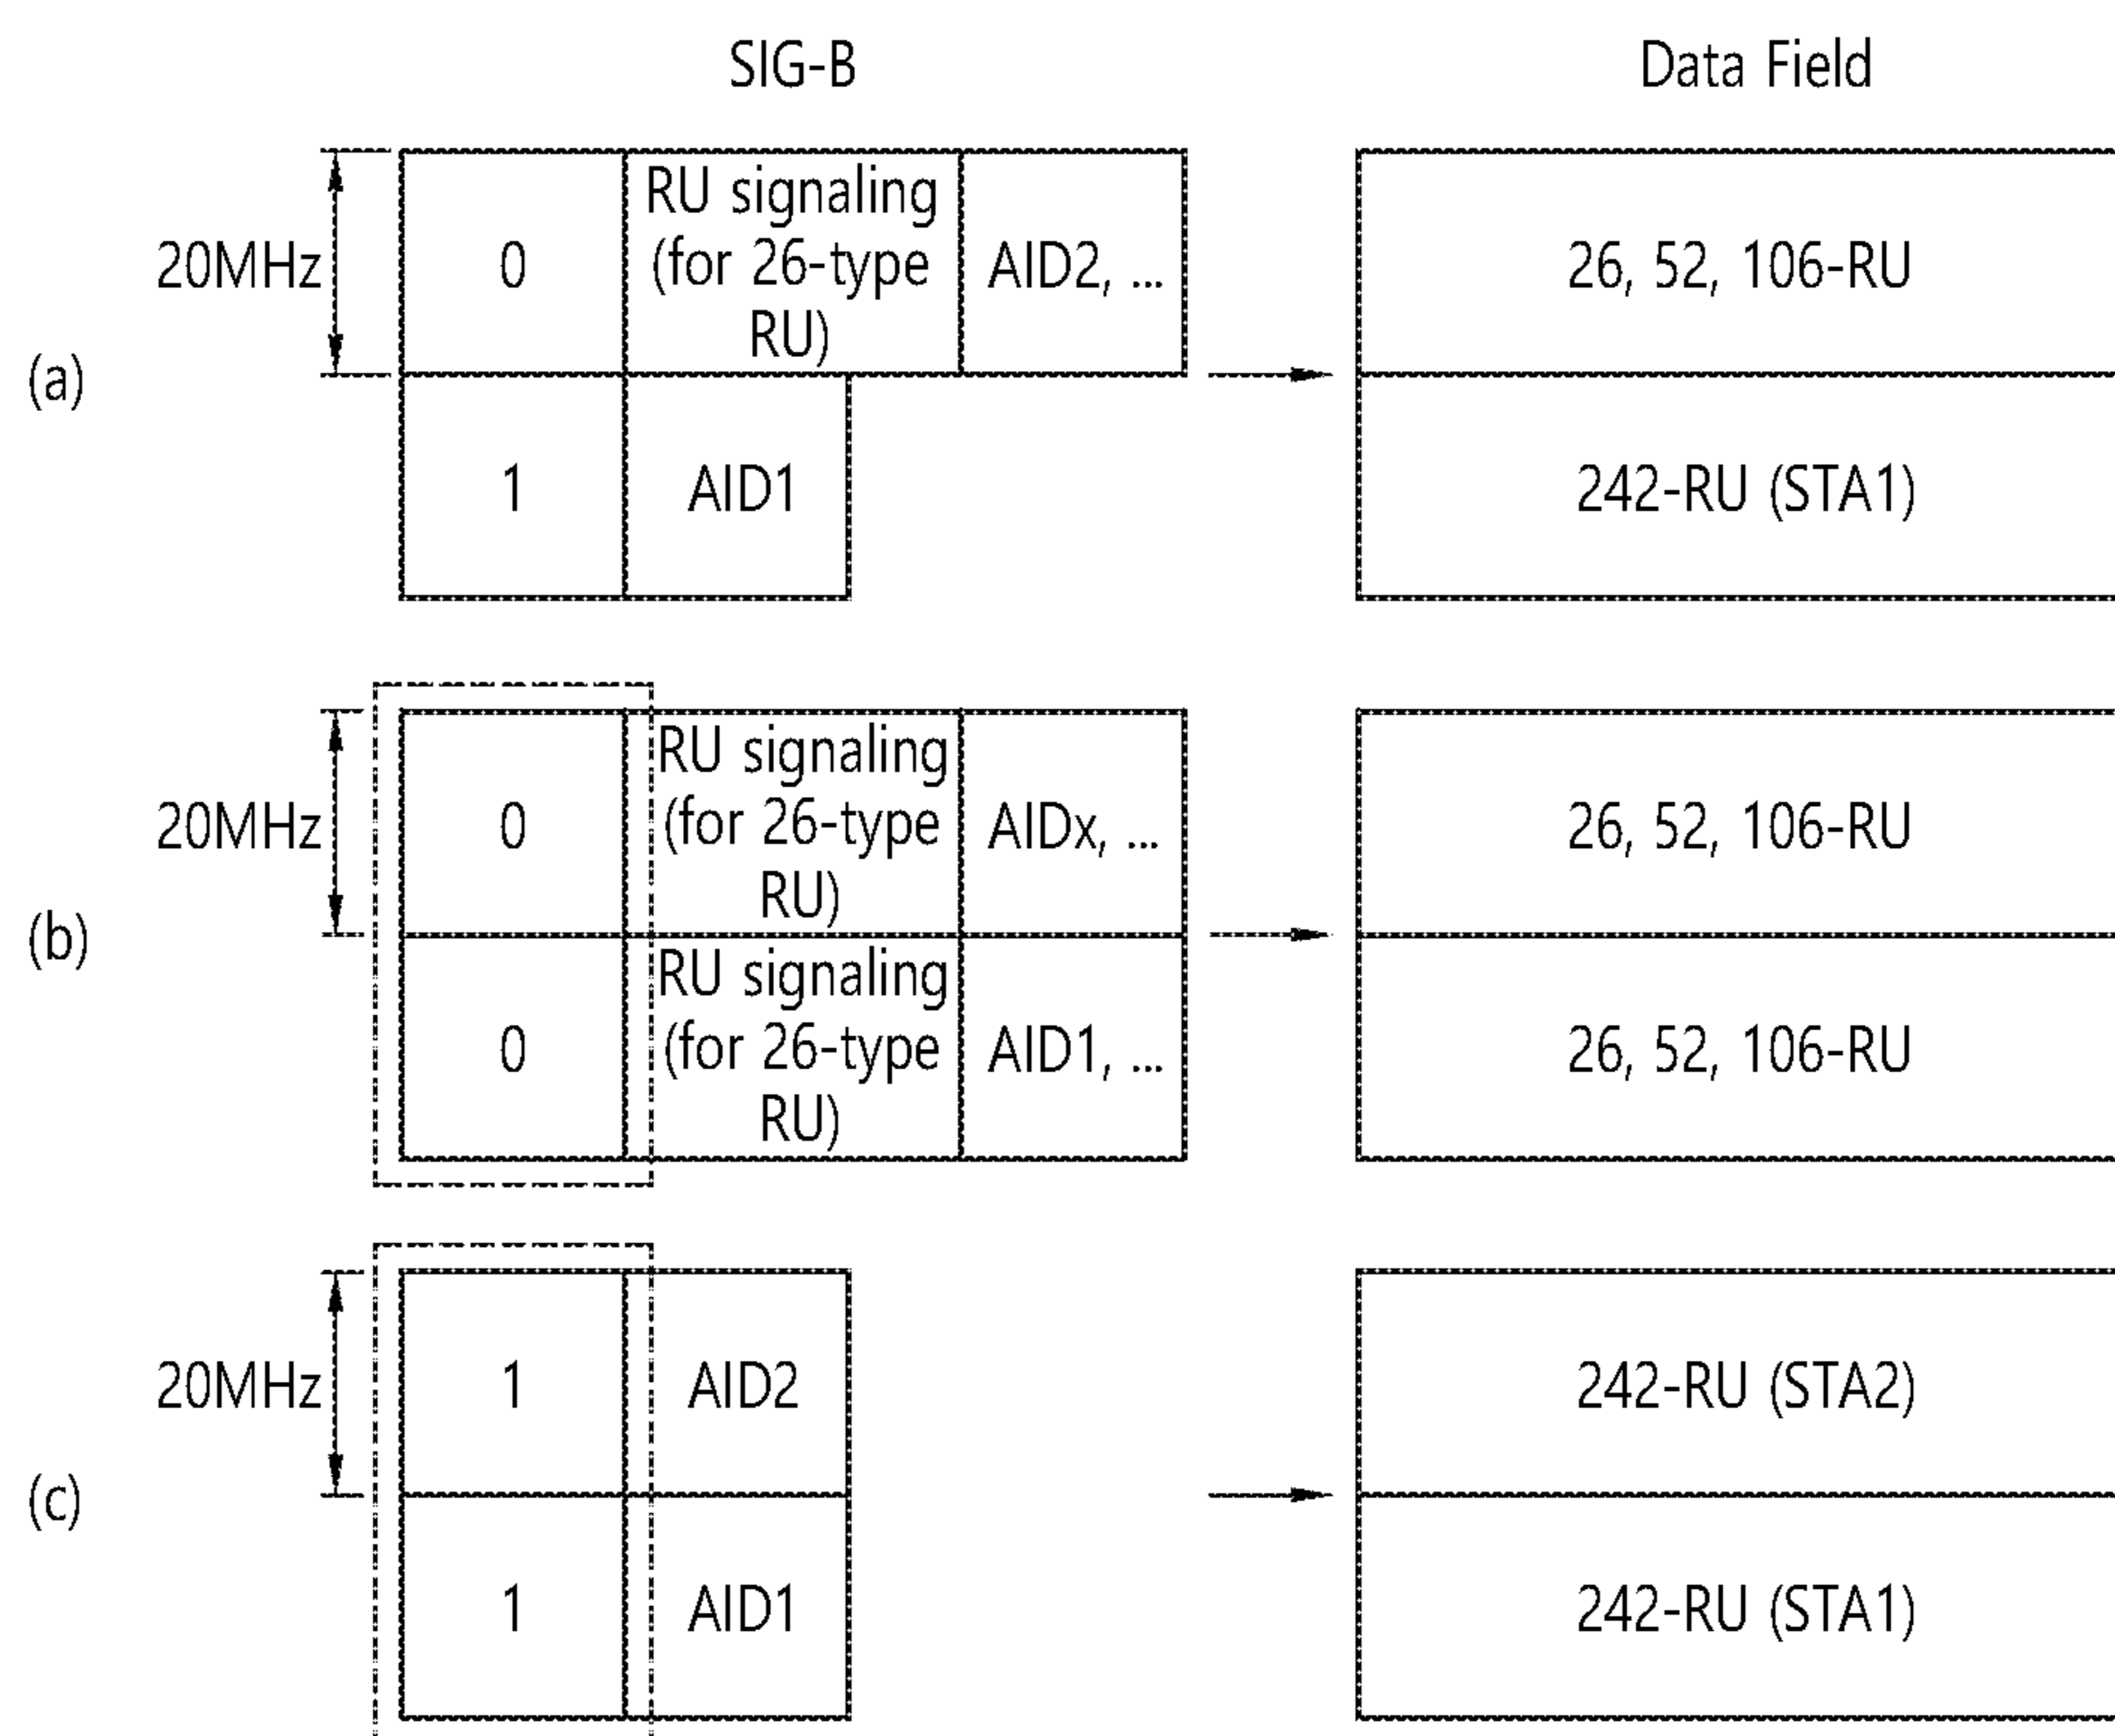 SIG-B
Data Field
(a)
20MHz
0
RU signaling
(for 26-type
RU)
AID2, ...
26, 52, 106-RU
1
AID1
242-RU (STA1)
(b)
20MHz
0
RU signaling
(for 26-type
RU)
AIDx, ...
26, 52, 106-RU
0
RU signaling
(for 26-type
RU)
AID1, ...
26, 52, 106-RU
(c)
20MHz
1
AID2
242-RU (STA2)
1
AID1
242-RU (STA1)